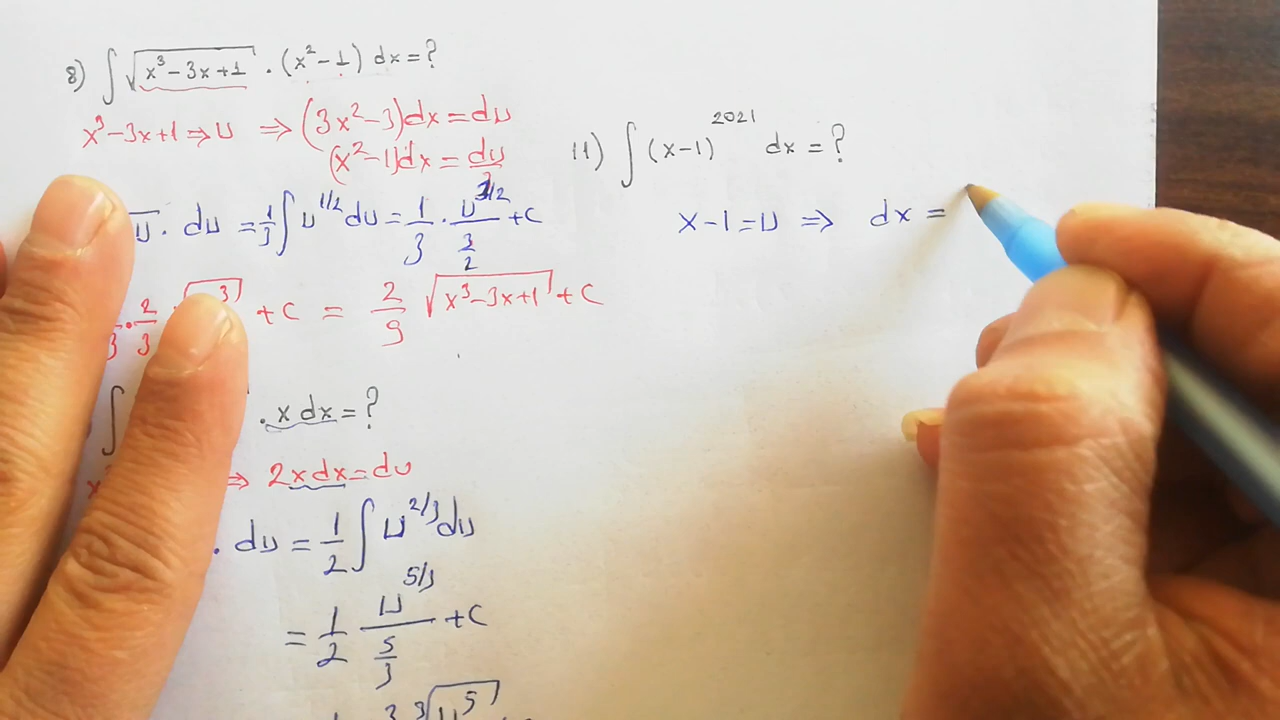 8) ∫ √(x³-3x+1) . (x²-1) dx = ?
x³-3x+1 ⇒ u ⇒ (3x²-3)dx = du
(x²-1)dx = du/3
u . du = 1/3 ∫ u^(1/2) du = 1/3 . u^(3/2)/(3/2) + c
. 2/3 + c = 2/9 √(x³-3x+1) + c
∫ . x dx = ?
⇒ 2x dx = du
. du = 1/2 ∫ u^(2/3) du
= 1/2 u^(5/3)/(5/3) + c
11) ∫ (x-1)^2021 dx = ?
x-1 = u ⇒ dx =